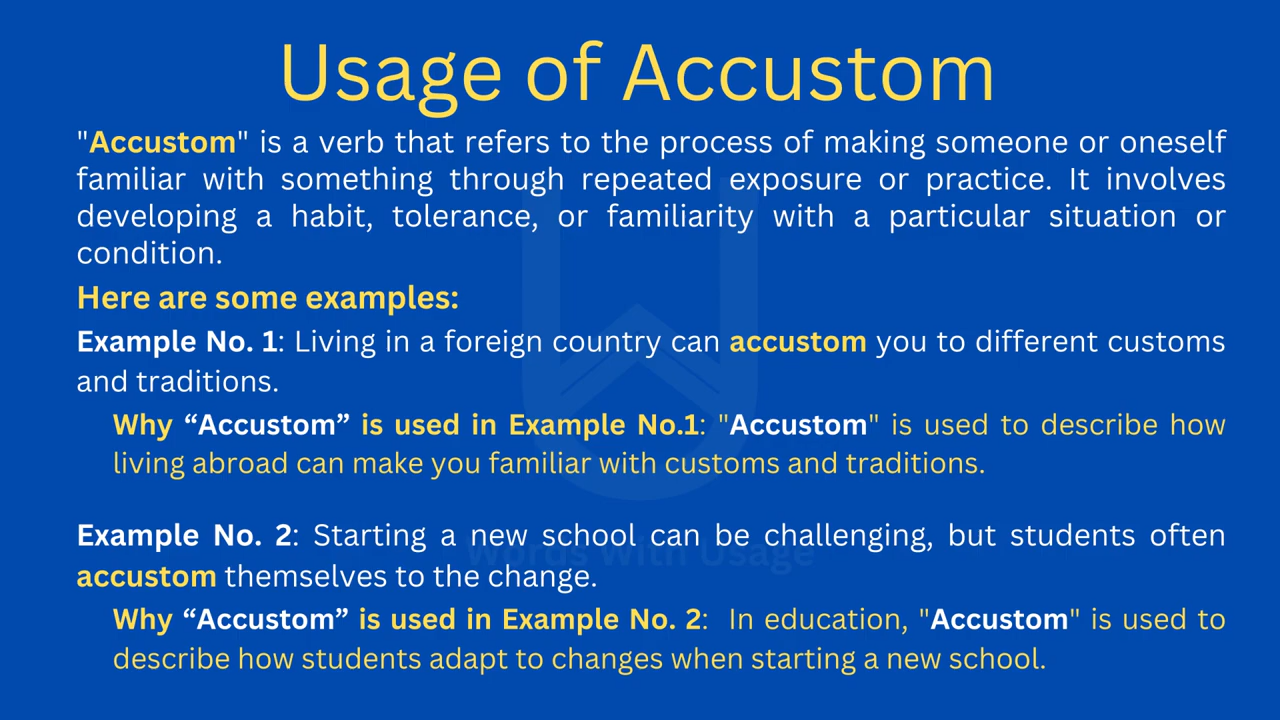 Usage of Accustom
"Accustom" is a verb that refers to the process of making someone or oneself
familiar with something through repeated exposure or practice. It involves
developing a habit, tolerance, or familiarity with a particular situation or
condition.
Here are some examples:
Example No. 1: Living in a foreign country can accustom you to different customs
and traditions.
Why “Accustom” is used in Example No.1: "Accustom" is used to describe how
living abroad can make you familiar with customs and traditions.
Example No. 2: Starting a new school can be challenging, but students often
Words With Usage
accustom themselves to the change.
Why “Accustom” is used in Example No. 2: In education, "Accustom" is used to
describe how students adapt to changes when starting a new school.